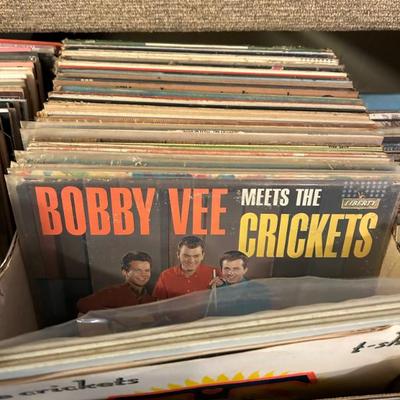 BOBBY VEE MEETS THE
CRICKETS
LIBERTY
e crickets
t-sh